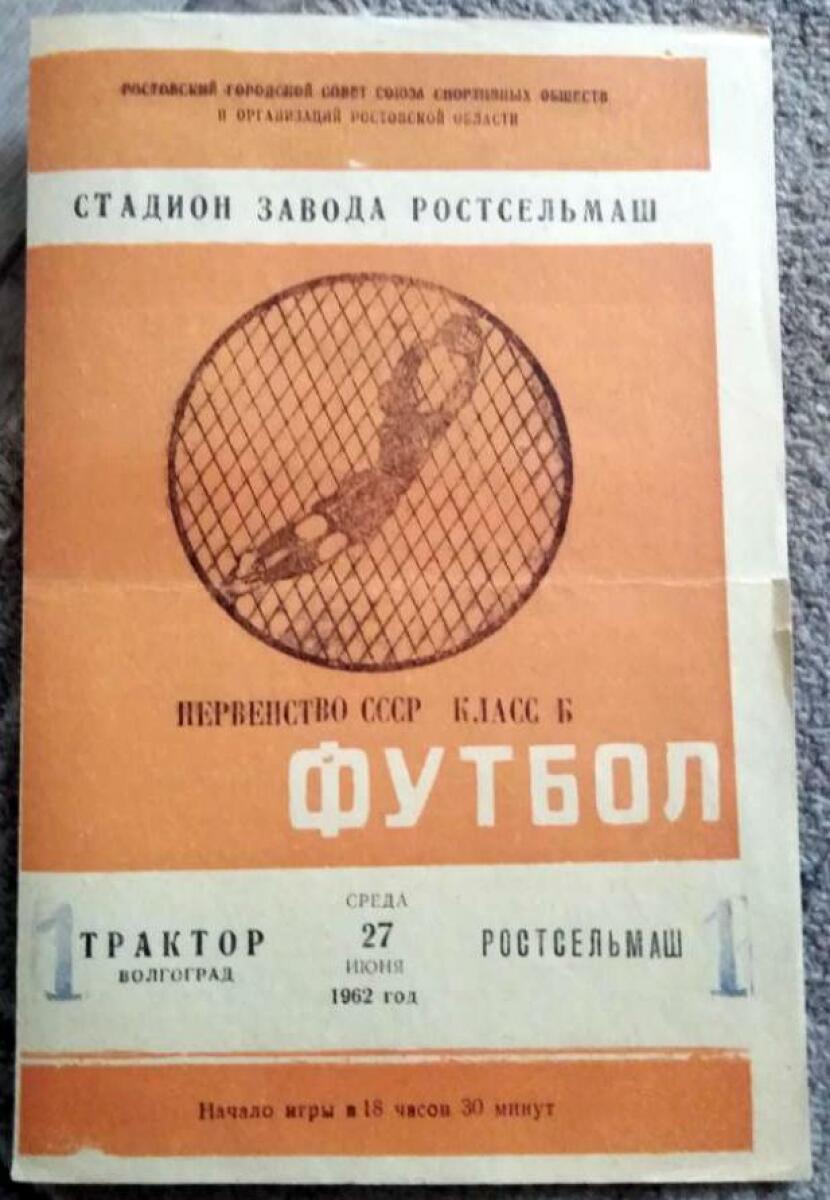 РОСТОВСКИЙ ГОРОДСКОЙ СОВЕТ СОЮЗА СПОРТИВНЫХ ОБЩЕСТВ
И ОРГАНИЗАЦИЙ РОСТОВСКОЙ ОБЛАСТИ
СТАДИОН ЗАВОДА РОСТСЕЛЬМАШ
ПЕРВЕНСТВО СССР КЛАСС Б
ФУТБОЛ
1 ТРАКТОР
ВОЛГОГРАД
СРЕДА
27
ИЮНЯ
1962 год
РОСТСЕЛЬМАШ 1
Начало игры в 18 часов 30 минут